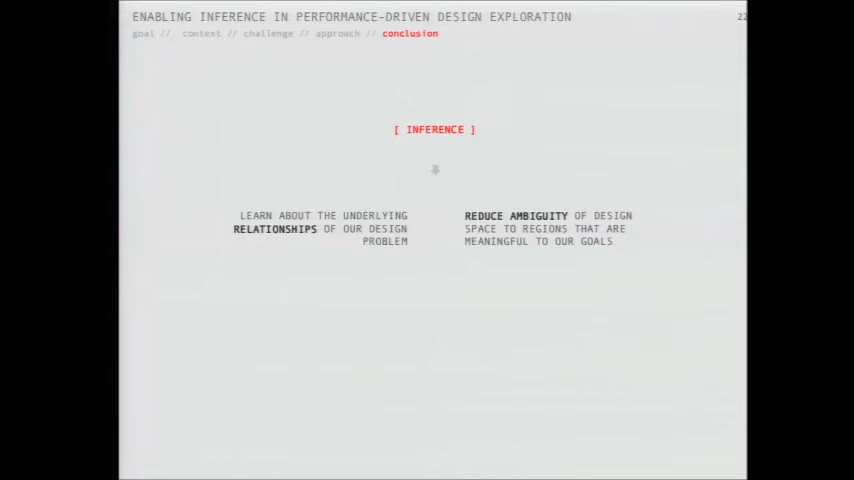 ENABLING INFERENCE IN PERFORMANCE-DRIVEN DESIGN EXPLORATION
22
goal // context // challenge // approach // conclusion
[ INFERENCE ]
LEARN ABOUT THE UNDERLYING
RELATIONSHIPS OF OUR DESIGN
PROBLEM
REDUCE AMBIGUITY OF DESIGN
SPACE TO REGIONS THAT ARE
MEANINGFUL TO OUR GOALS